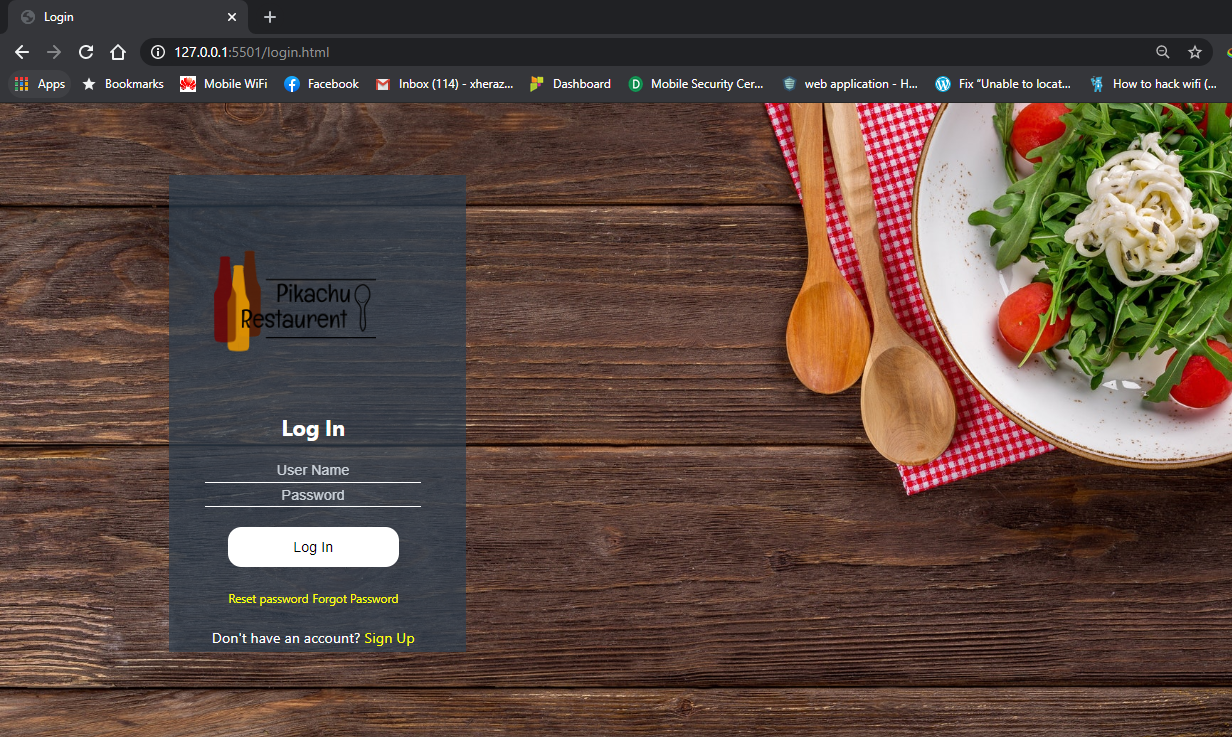 Login
127.0.0.1:5501/login.html
Apps Bookmarks Mobile WiFi Facebook Inbox (114) - xheraz... Dashboard Mobile Security Cer... web application - H... Fix “Unable to locat... How to hack wifi (...
Pikachu
Restaurent
Log In
User Name
Password
Log In
Reset password Forgot Password
Don't have an account? Sign Up